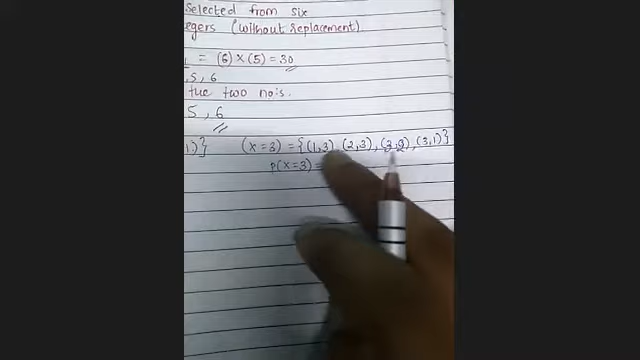 Selected from six
egers (without replacement)
= (6) × (5) = 30
,5, 6
the two no's.
5 , 6
1)} (x=3) = {(1,3) (2,3), (3,2), (3,1)}
P(x=3) =